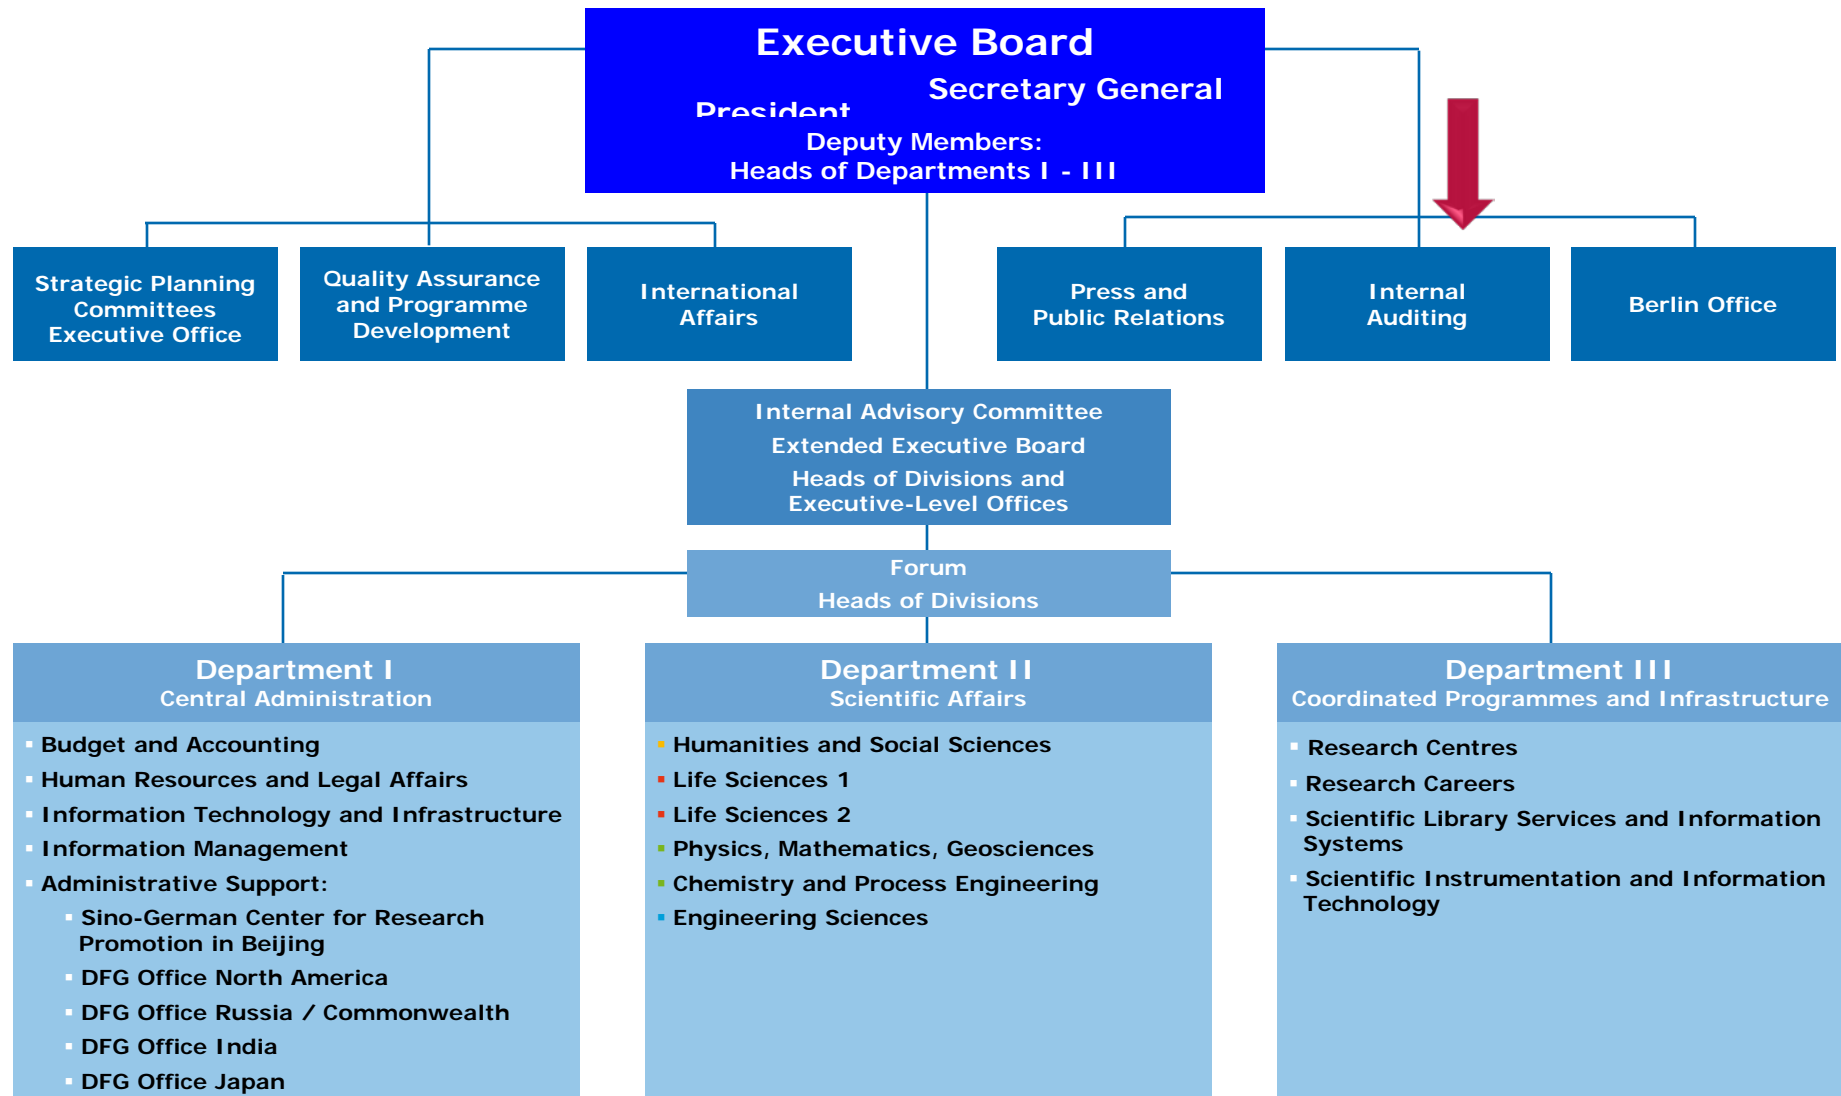 Executive Board
Secretary General
President
Deputy Members:
Heads of Departments I - III
Strategic Planning
Committees
Executive Office
Quality Assurance
and Programme
Development
International
Affairs
Press and
Public Relations
Internal
Auditing
Berlin Office
Internal Advisory Committee
Extended Executive Board
Heads of Divisions and
Executive-Level Offices
Forum
Heads of Divisions
Department I
Central Administration
▪ Budget and Accounting
▪ Human Resources and Legal Affairs
▪ Information Technology and Infrastructure
▪ Information Management
▪ Administrative Support:
▪ Sino-German Center for Research
Promotion in Beijing
▪ DFG Office North America
▪ DFG Office Russia / Commonwealth
▪ DFG Office India
▪ DFG Office Japan
Department II
Scientific Affairs
▪ Humanities and Social Sciences
▪ Life Sciences 1
▪ Life Sciences 2
▪ Physics, Mathematics, Geosciences
▪ Chemistry and Process Engineering
▪ Engineering Sciences
Department III
Coordinated Programmes and Infrastructure
▪ Research Centres
▪ Research Careers
▪ Scientific Library Services and Information
Systems
▪ Scientific Instrumentation and Information
Technology